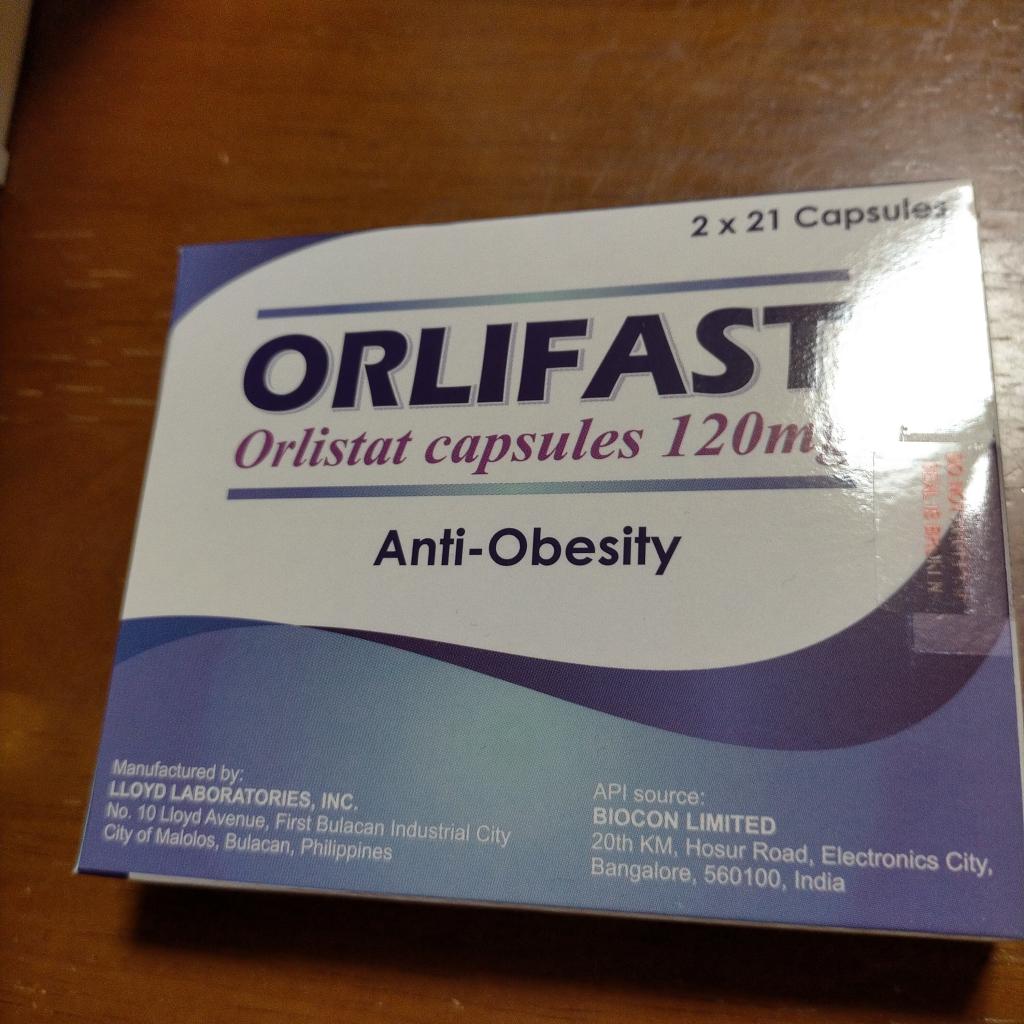 2 x 21 Capsules
ORLIFAST
Orlistat capsules 120mg
Anti-Obesity
Manufactured by:
LLOYD LABORATORIES, INC.
No. 10 Lloyd Avenue, First Bulacan Industrial City
City of Malolos, Bulacan, Philippines
API source:
BIOCON LIMITED
20th KM, Hosur Road, Electronics City,
Bangalore, 560100, India